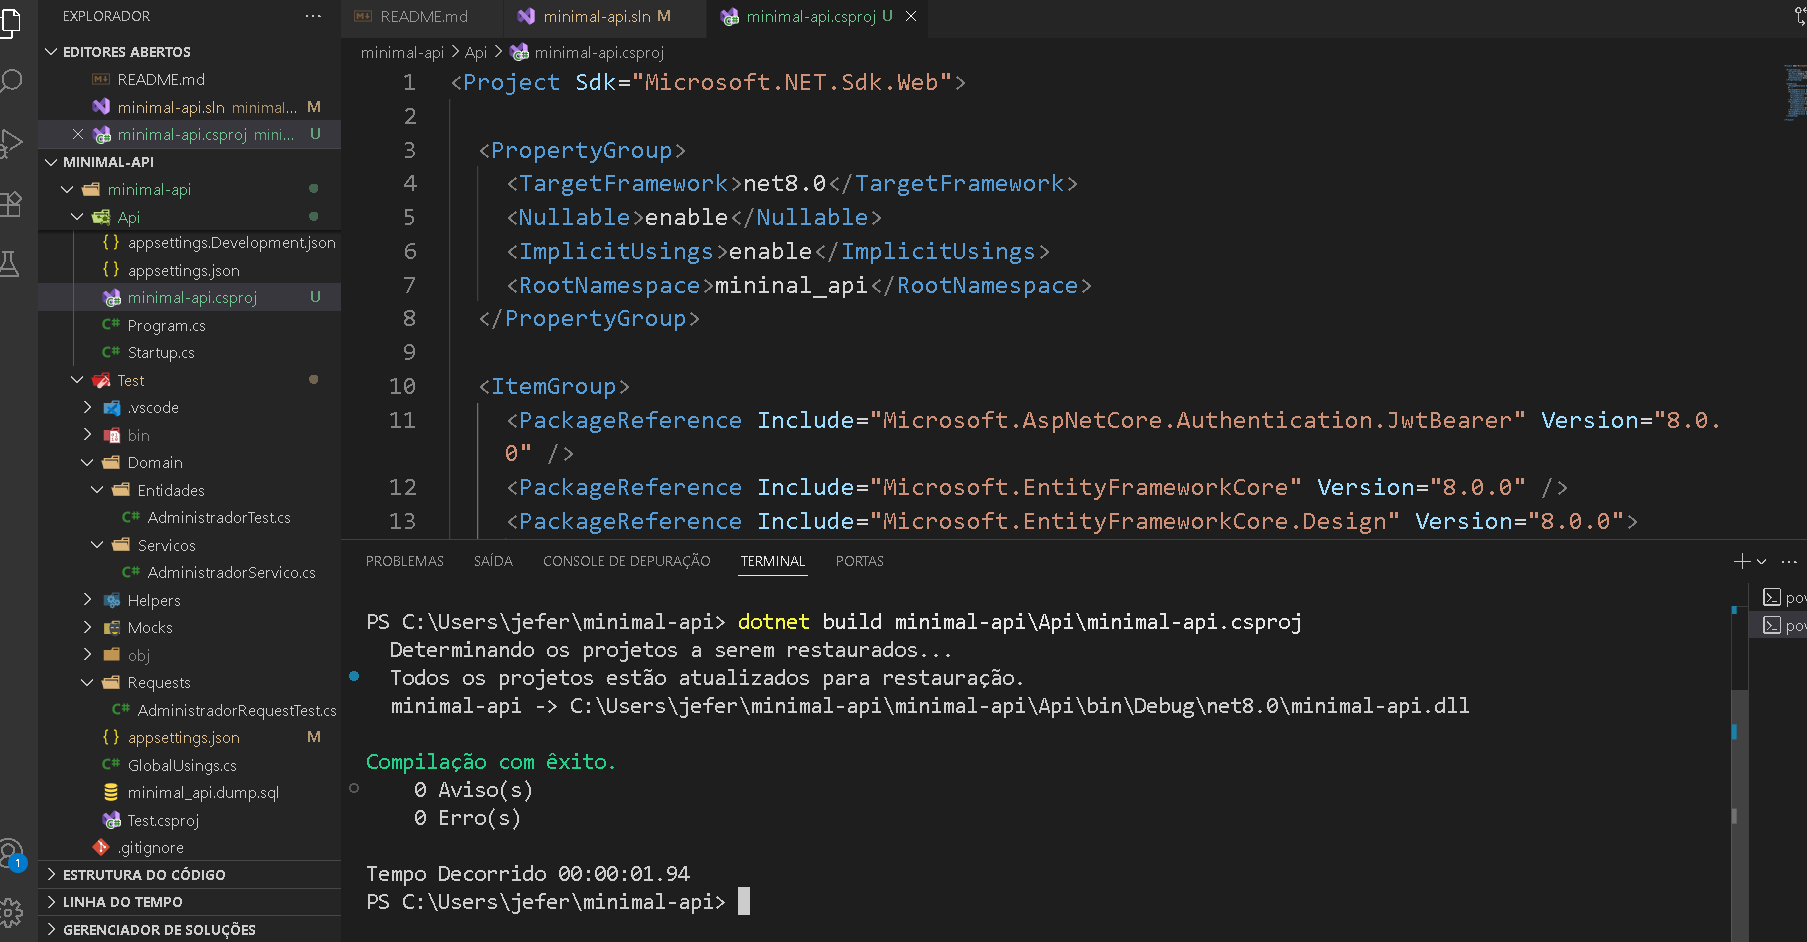 EXPLORADOR ···
EDITORES ABERTOS
README.md
minimal-api.sln minimal... M
minimal-api.csproj mini... U
MINIMAL-API
minimal-api
Api
appsettings.Development.json
appsettings.json
minimal-api.csproj U
Program.cs
Startup.cs
Test
.vscode
bin
Domain
Entidades
AdministradorTest.cs
Servicos
AdministradorServico.cs
Helpers
Mocks
obj
Requests
AdministradorRequestTest.cs
appsettings.json M
GlobalUsings.cs
minimal_api.dump.sql
Test.csproj
.gitignore
ESTRUTURA DO CÓDIGO
LINHA DO TEMPO
GERENCIADOR DE SOLUÇÕES
1
README.md minimal-api.sln M minimal-api.csproj U
minimal-api > Api > minimal-api.csproj
1 <Project Sdk="Microsoft.NET.Sdk.Web">
2
3 <PropertyGroup>
4 <TargetFramework>net8.0</TargetFramework>
5 <Nullable>enable</Nullable>
6 <ImplicitUsings>enable</ImplicitUsings>
7 <RootNamespace>mininal_api</RootNamespace>
8 </PropertyGroup>
9
10 <ItemGroup>
11 <PackageReference Include="Microsoft.AspNetCore.Authentication.JwtBearer" Version="8.0.
0" />
12 <PackageReference Include="Microsoft.EntityFrameworkCore" Version="8.0.0" />
13 <PackageReference Include="Microsoft.EntityFrameworkCore.Design" Version="8.0.0">
PROBLEMAS SAÍDA CONSOLE DE DEPURAÇÃO TERMINAL PORTAS
PS C:\Users\jefer\minimal-api> dotnet build minimal-api\Api\minimal-api.csproj
Determinando os projetos a serem restaurados...
Todos os projetos estão atualizados para restauração.
minimal-api -> C:\Users\jefer\minimal-api\minimal-api\Api\bin\Debug\net8.0\minimal-api.dll
Compilação com êxito.
0 Aviso(s)
0 Erro(s)
Tempo Decorrido 00:00:01.94
PS C:\Users\jefer\minimal-api>